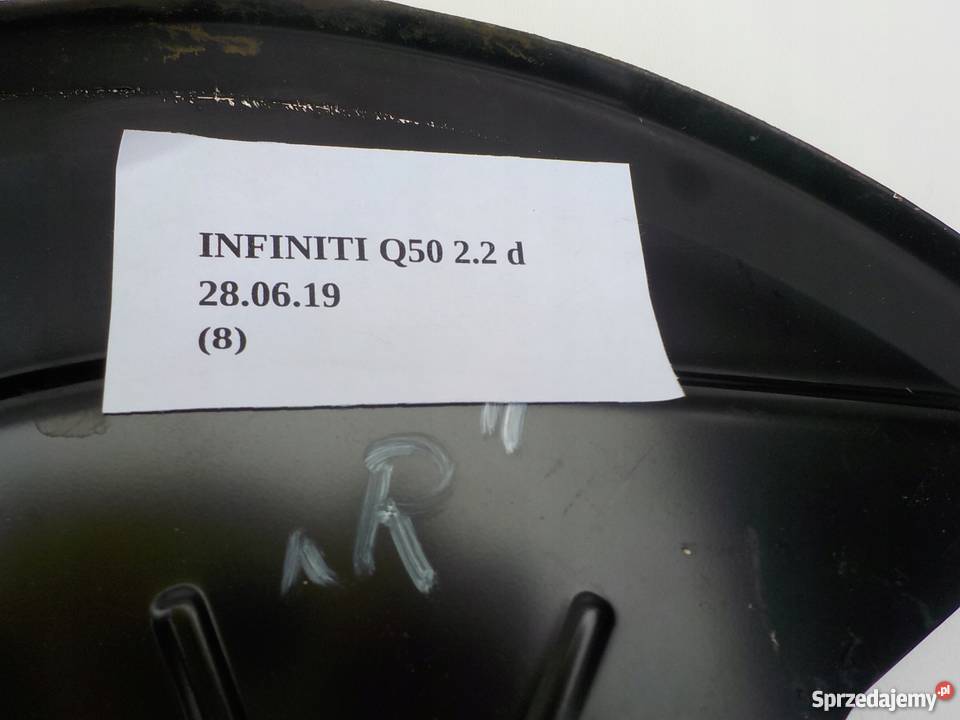 INFINITI Q50 2.2 d
28.06.19
(8)
"R"
Sprzedajemy.pl